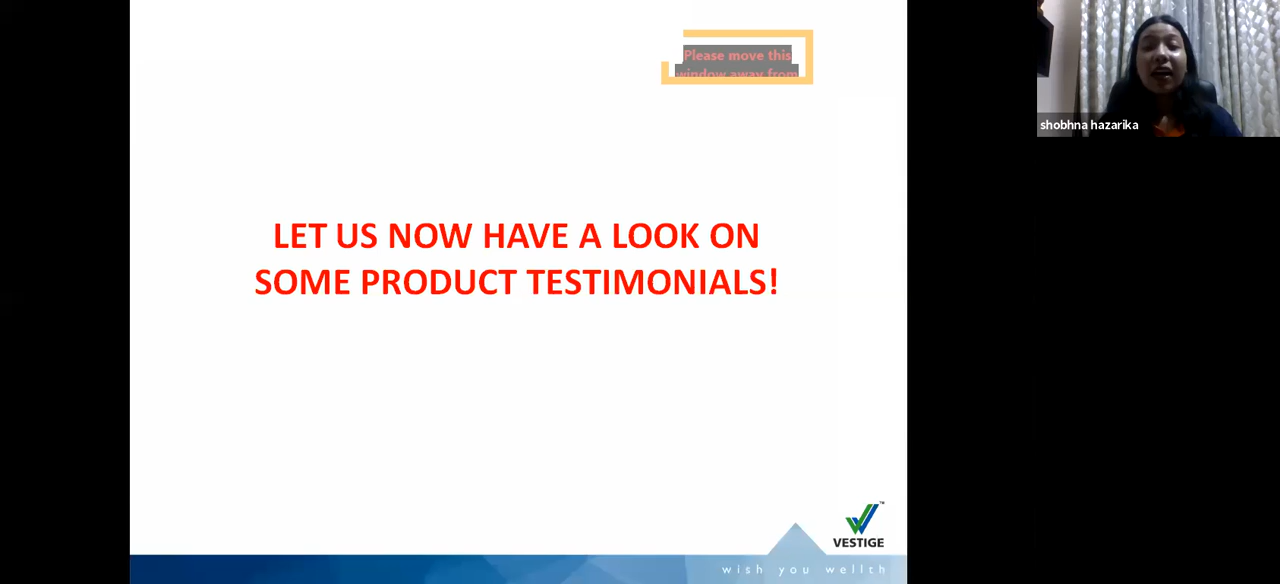 Please move this
window away from
shobhna hazarika
LET US NOW HAVE A LOOK ON
SOME PRODUCT TESTIMONIALS!
VESTIGE
wish you wellth